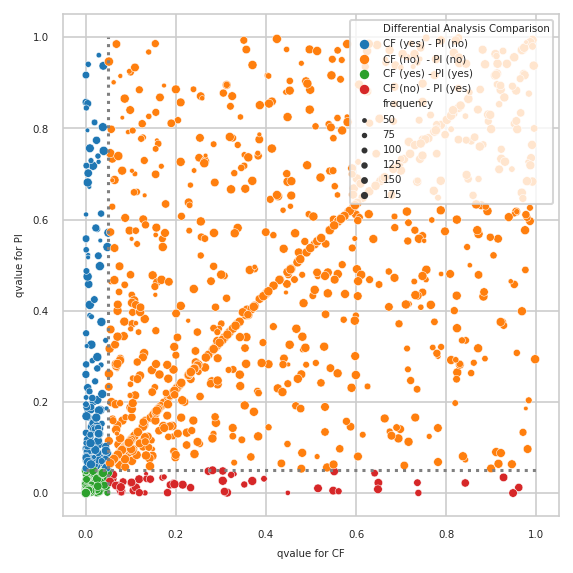 Differential Analysis Comparison
CF (yes) - PI (no)
CF (no)  - PI (no)
CF (yes) - PI (yes)
CF (no)  - PI (yes)
frequency
50
75
100
125
150
175
1.0
0.8
0.6
0.4
0.2
0.0
qvalue for PI
0.0 0.2 0.4 0.6 0.8 1.0
qvalue for CF